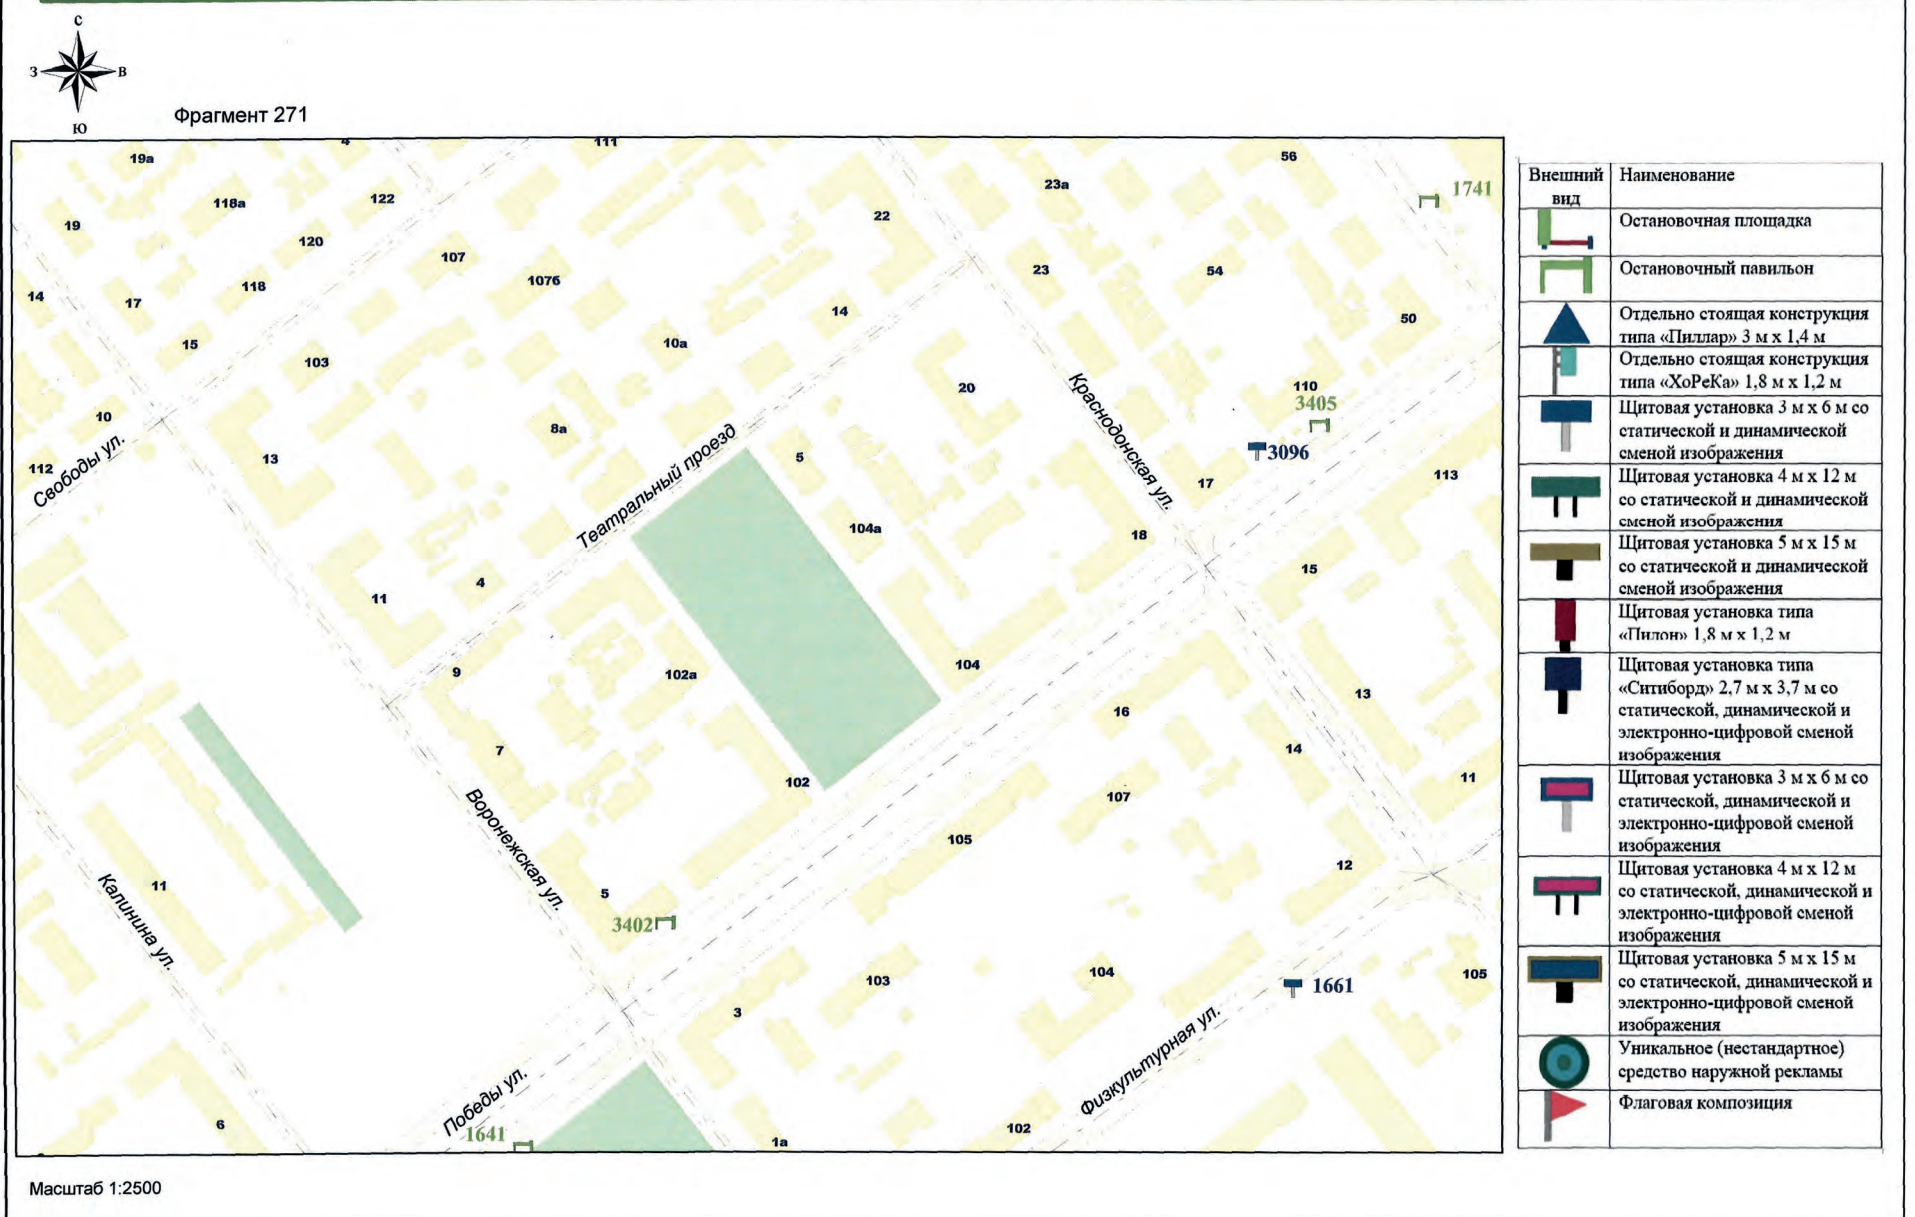 С
З
В
Ю
Фрагмент 271
19а
4
111
56
23а
1741
118а
122
19
22
120
107
107б
23
54
14
118
17
14
50
15
103
10а
20
110
3405
10
8а
13
5
3096
112
17
113
104а
18
15
11
4
9
102а
104
13
16
7
14
102
107
11
105
12
11
5
3402
103
104
105
1661
3
6
1641
1а
102
Свободы ул.
Театральный проезд
Краснодонская ул.
Воронежская ул.
Калинина ул.
Победы ул.
Физкультурная ул.
Масштаб 1:2500
Внешний вид
Наименование
Остановочная площадка
Остановочный павильон
Отдельно стоящая конструкция
типа «Пиллар» 3 м х 1,4 м
Отдельно стоящая конструкция
типа «ХоРеКа» 1,8 м х 1,2 м
Щитовая установка 3 м х 6 м со
статической и динамической
сменой изображения
Щитовая установка 4 м х 12 м
со статической и динамической
сменой изображения
Щитовая установка 5 м х 15 м
со статической и динамической
сменой изображения
Щитовая установка типа
«Пилон» 1,8 м х 1,2 м
Щитовая установка типа
«Ситиборд» 2,7 м х 3,7 м со
статической, динамической и
электронно-цифровой сменой
изображения
Щитовая установка 3 м х 6 м со
статической, динамической и
электронно-цифровой сменой
изображения
Щитовая установка 4 м х 12 м
со статической, динамической и
электронно-цифровой сменой
изображения
Щитовая установка 5 м х 15 м
со статической, динамической и
электронно-цифровой сменой
изображения
Уникальное (нестандартное)
средство наружной рекламы
Флаговая композиция